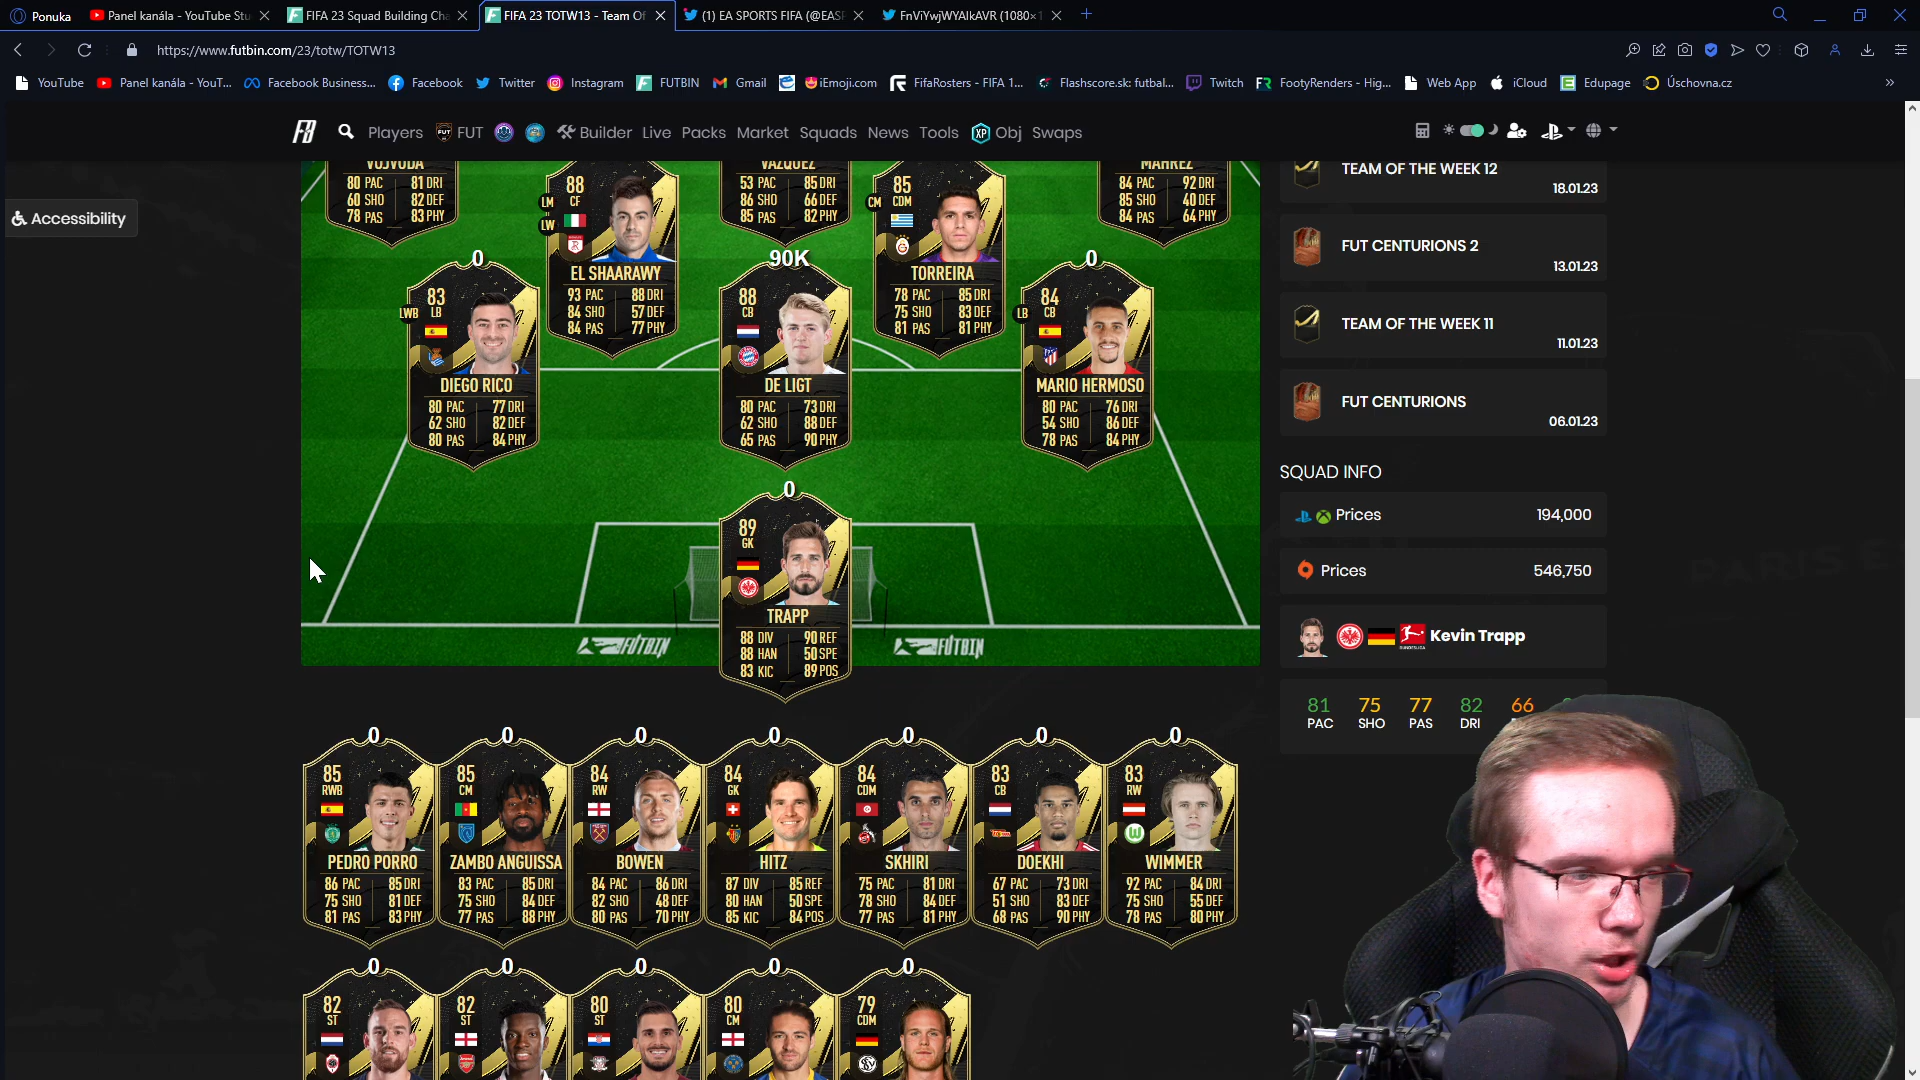 Ponuka
Panel kanála - YouTube Stu
FIFA 23 Squad Building Cha
FIFA 23 TOTW13 - Team Of
(1) EA SPORTS FIFA (@EASP
FnViYwjWYAIkAVR (1080×1
https://www.futbin.com/23/totw/TOTW13
YouTube
Panel kanála - YouT...
Facebook Business...
Facebook
Twitter
Instagram
FUTBIN
Gmail
iEmoji.com
FifaRosters - FIFA 1...
Flashscore.sk: futbal...
Twitch
FootyRenders - Hig...
Web App
iCloud
Edupage
Úschovna.cz
Players
FUT
Builder
Live
Packs
Market
Squads
News
Tools
Obj
Swaps
Accessibility
VOJVODA
80 PAC 81 DRI
60 SHO 82 DEF
78 PAS 83 PHY
VÁZQUEZ
53 PAC 85 DRI
86 SHO 66 DEF
85 PAS 82 PHY
MAHREZ
84 PAC 92 DRI
85 SHO 40 DEF
84 PAS 64 PHY
88
CF
LM
LW
EL SHAARAWY
93 PAC 88 DRI
84 SHO 57 DEF
84 PAS 77 PHY
85
CDM
CM
TORREIRA
78 PAC 85 DRI
75 SHO 83 DEF
81 PAS 81 PHY
0
83
LB
LWB
DIEGO RICO
80 PAC 77 DRI
62 SHO 82 DEF
80 PAS 84 PHY
90K
88
CB
DE LIGT
80 PAC 73 DRI
62 SHO 88 DEF
65 PAS 90 PHY
0
84
CB
LB
MARIO HERMOSO
80 PAC 76 DRI
54 SHO 86 DEF
78 PAS 84 PHY
0
89
GK
TRAPP
88 DIV 90 REF
88 HAN 50 SPE
83 KIC 89 POS
FUTBIN
FUTBIN
0
85
RWB
PEDRO PORRO
86 PAC 85 DRI
75 SHO 81 DEF
81 PAS 83 PHY
0
85
CM
ZAMBO ANGUISSA
83 PAC 85 DRI
75 SHO 84 DEF
77 PAS 88 PHY
0
84
RW
BOWEN
84 PAC 86 DRI
82 SHO 48 DEF
80 PAS 70 PHY
0
84
GK
HITZ
87 DIV 85 REF
80 HAN 50 SPE
85 KIC 84 POS
0
84
CDM
SKHIRI
75 PAC 81 DRI
78 SHO 84 DEF
77 PAS 81 PHY
0
83
CB
DOEKHI
67 PAC 73 DRI
51 SHO 83 DEF
68 PAS 90 PHY
0
83
RW
WIMMER
92 PAC 84 DRI
75 SHO 55 DEF
78 PAS 80 PHY
0
82
ST
0
82
ST
0
80
ST
0
80
CM
0
79
CDM
TEAM OF THE WEEK 12
18.01.23
FUT CENTURIONS 2
13.01.23
TEAM OF THE WEEK 11
11.01.23
FUT CENTURIONS
06.01.23
SQUAD INFO
Prices 194,000
Prices 546,750
Kevin Trapp
81 75 77 82 66
PAC SHO PAS DRI